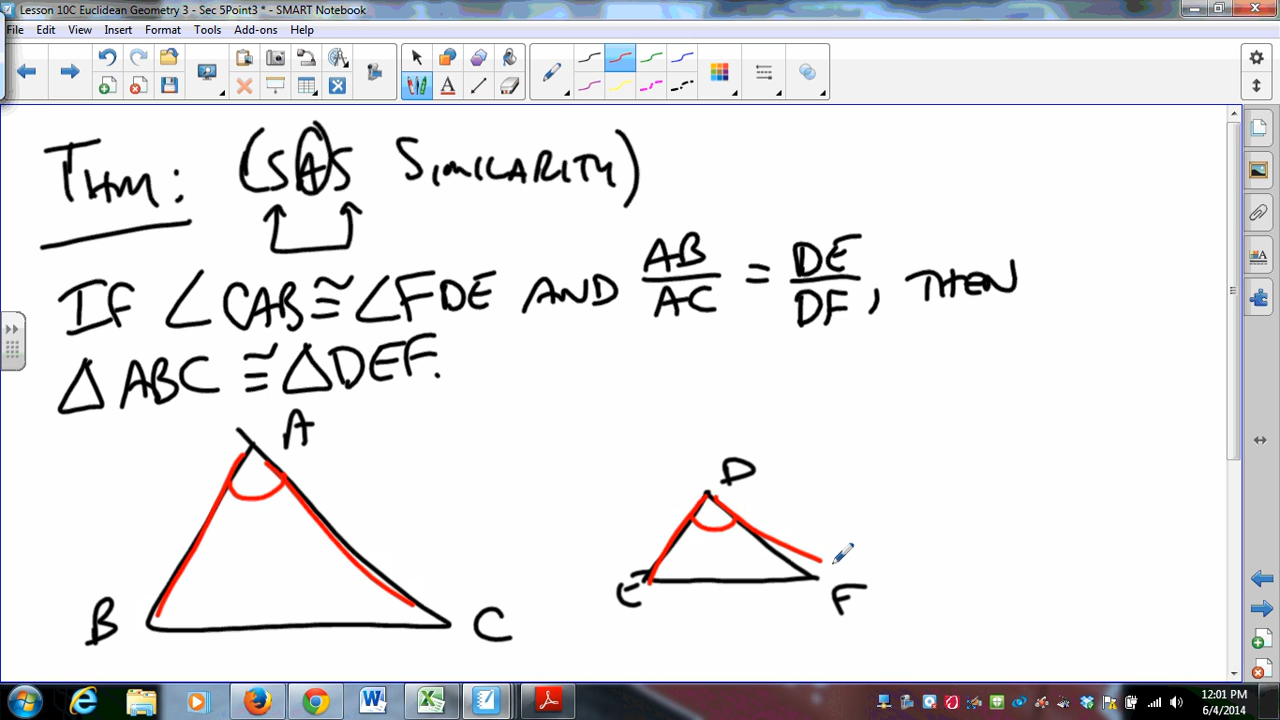 Lesson 10C Euclidean Geometry 3 - Sec 5Point3 * - SMART Notebook
File Edit View Insert Format Tools Add-ons Help
THM: (SAS SIMILARITY)
IF ∠CAB ≅ ∠FDE AND AB/AC = DE/DF, THEN
△ABC ≅ △DEF.
A
D
E
F
B
C
12:01 PM
6/4/2014